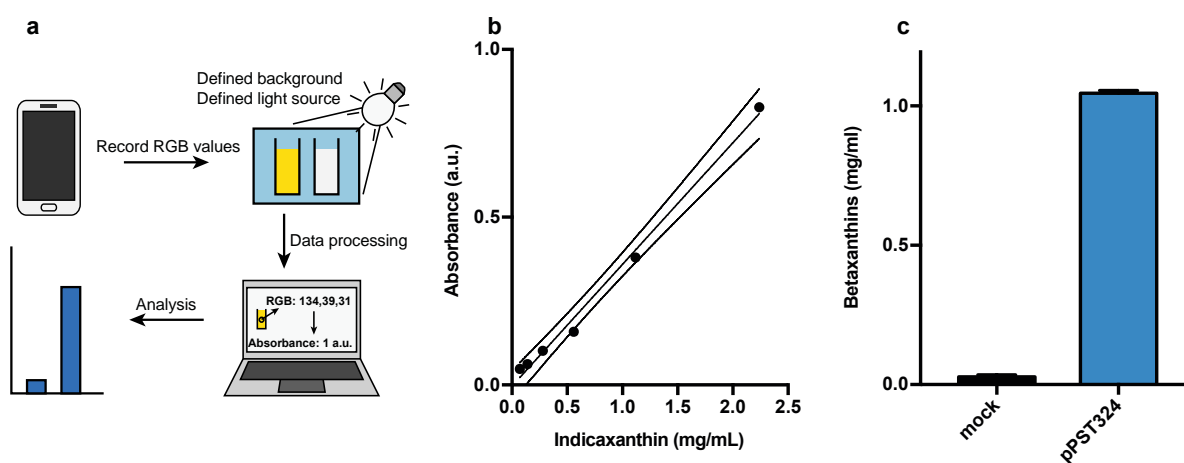 a
Defined background
Defined light source
Record RGB values
Data processing
Analysis
RGB: 134,39,31
Absorbance: 1 a.u.
b
Absorbance (a.u.)
1.0
0.5
0.0
0.0 0.5 1.0 1.5 2.0 2.5
Indicaxanthin (mg/mL)
c
Betaxanthins (mg/ml)
1.0
0.5
0.0
mock
pPST324